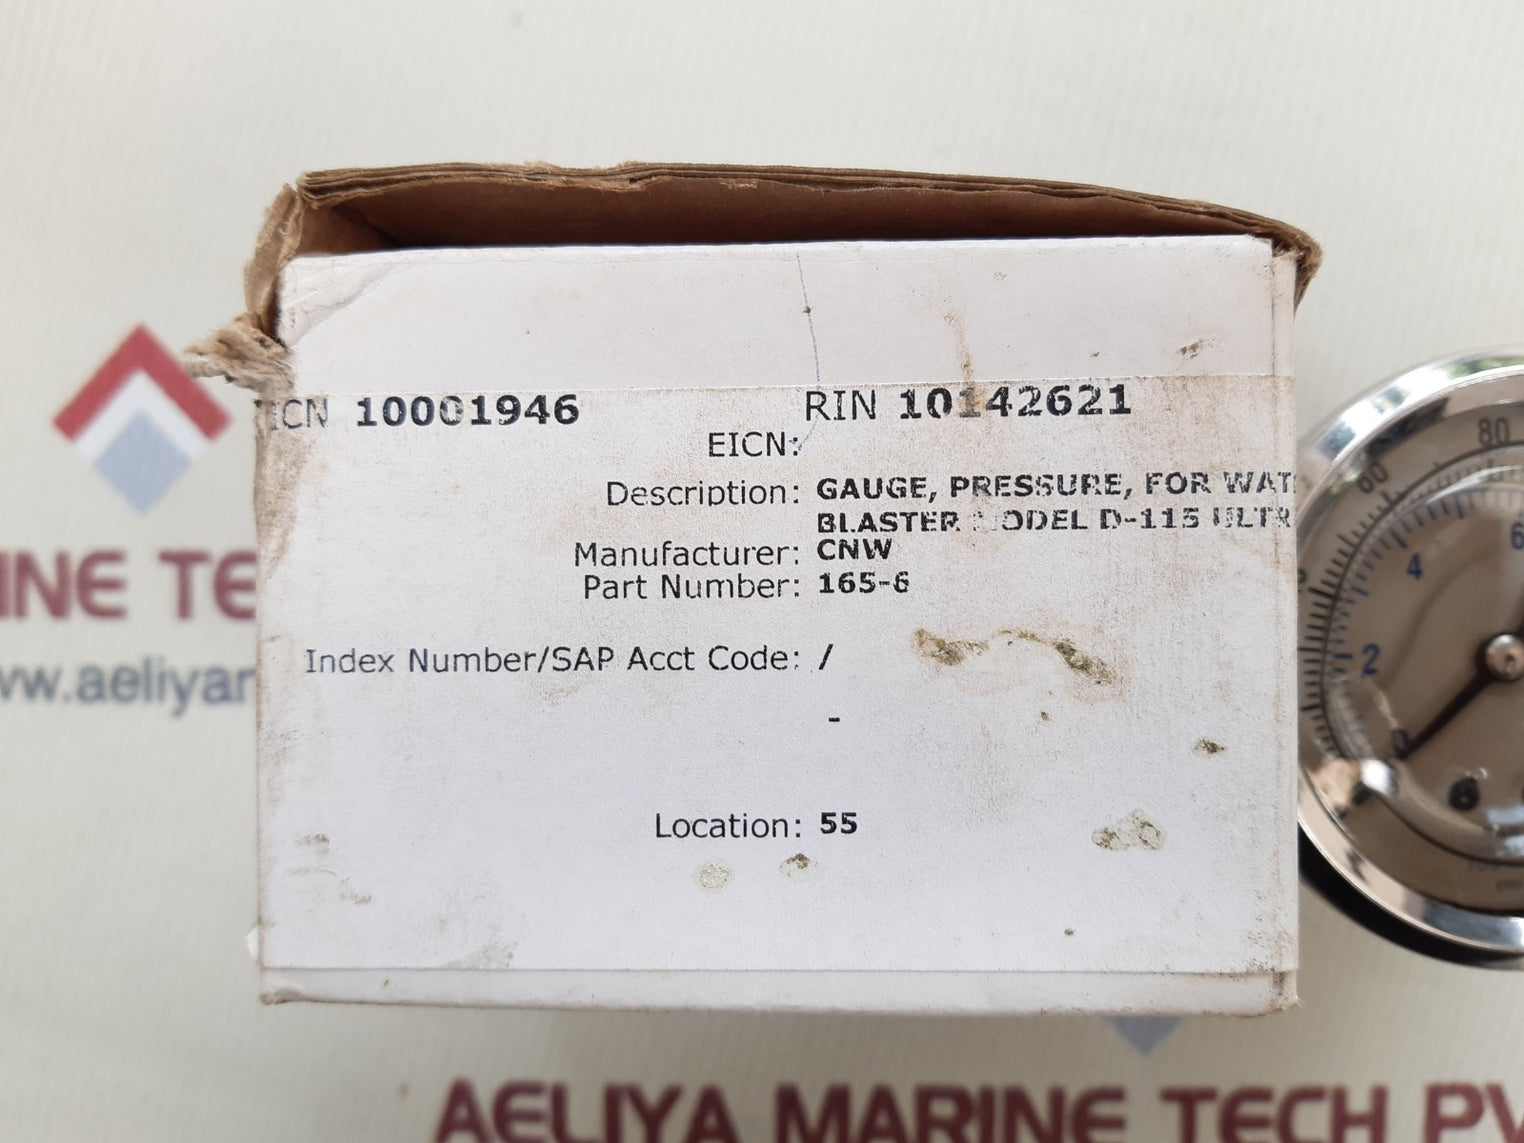 ICN 10001946 RIN 10142621
EICN:
Description: GAUGE, PRESSURE, FOR WAT
BLASTER MODEL D-115 ULTR
Manufacturer: CNW
Part Number: 165-6
Index Number/SAP Acct Code: /
-
Location: 55
80
60
6
4
2
0
INE TE
ww.aeliyar
AELIYA MARINE TECH PV